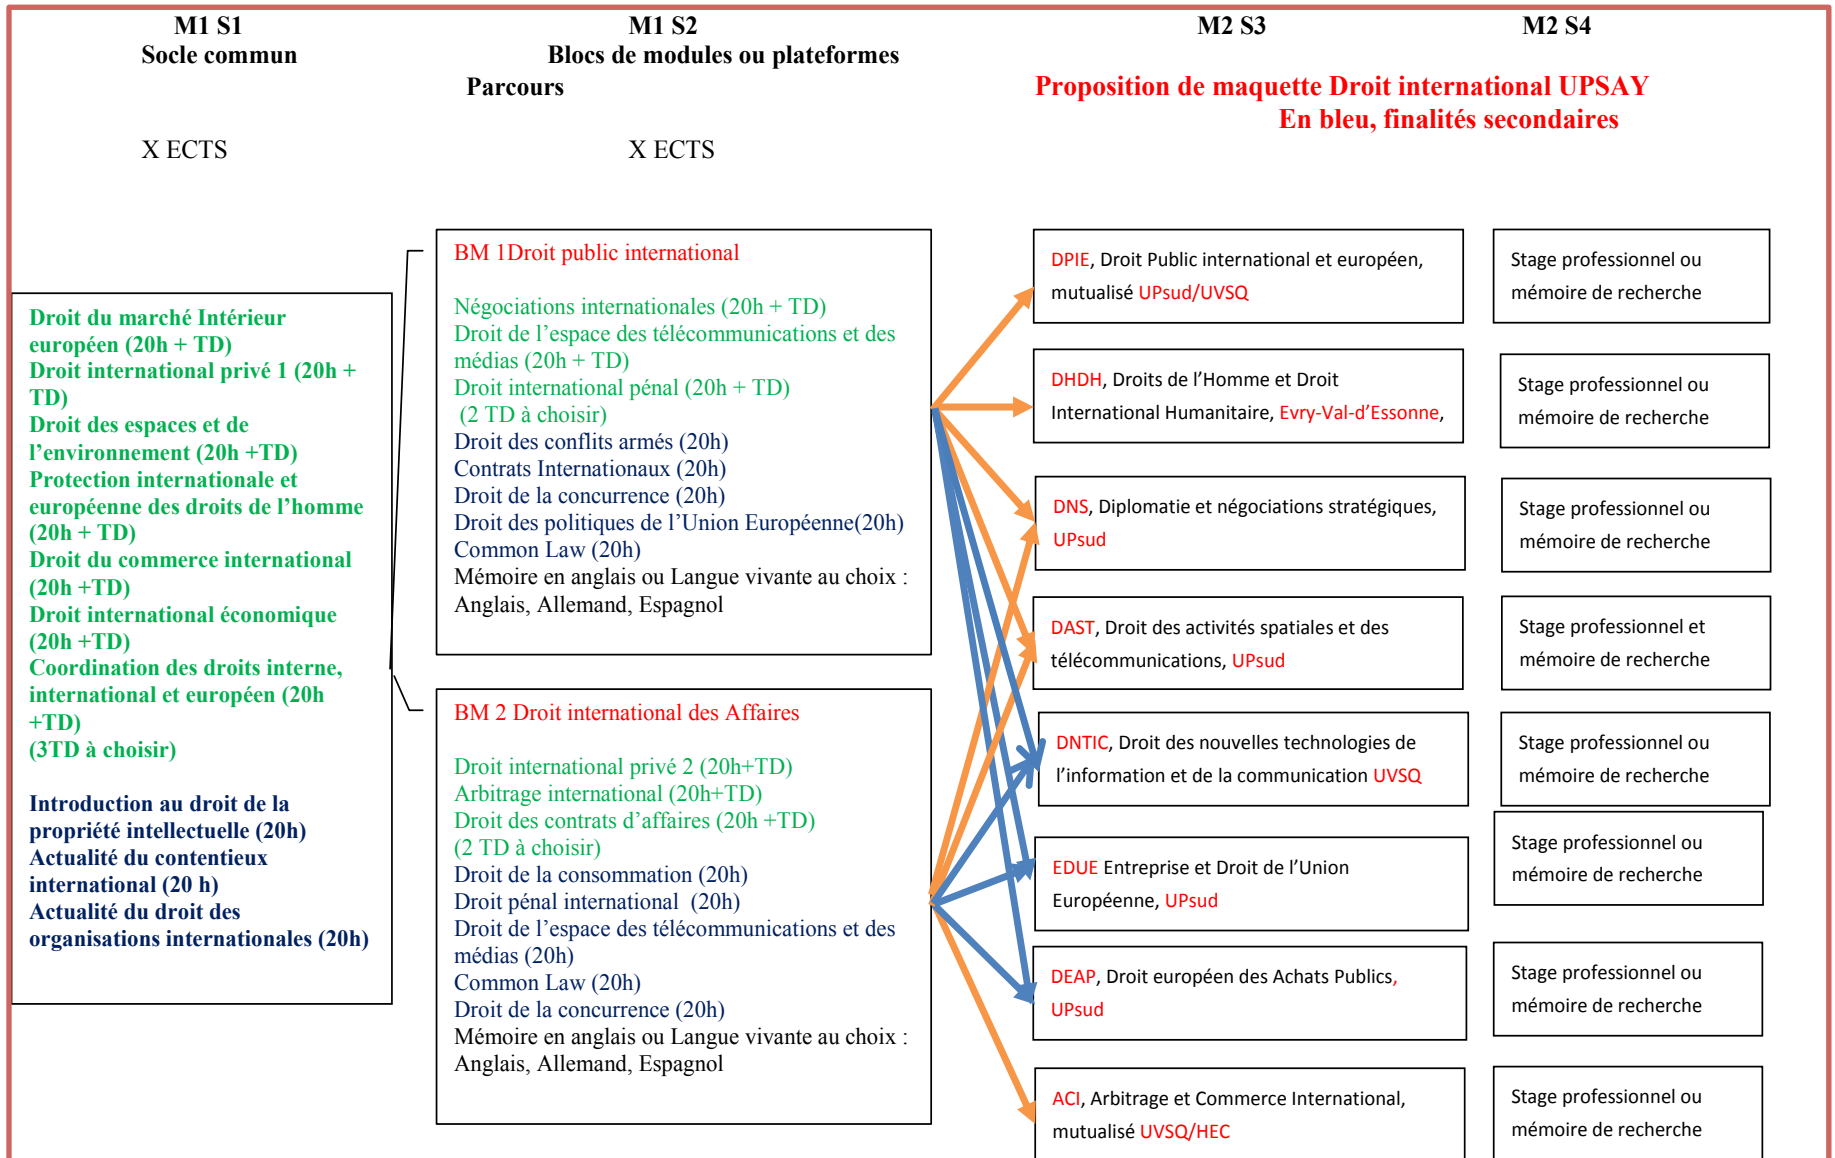 M1 S1
Socle commun
M1 S2
Blocs de modules ou plateformes
Parcours
M2 S3
M2 S4
Proposition de maquette Droit international UPSAY
En bleu, finalités secondaires
X ECTS
X ECTS
Droit du marché Intérieur
européen (20h + TD)
Droit international privé 1 (20h +
TD)
Droit des espaces et de
l’environnement (20h +TD)
Protection internationale et
européenne des droits de l’homme
(20h + TD)
Droit du commerce international
(20h +TD)
Droit international économique
(20h +TD)
Coordination des droits interne,
international et européen (20h
+TD)
(3TD à choisir)
Introduction au droit de la
propriété intellectuelle (20h)
Actualité du contentieux
international (20 h)
Actualité du droit des
organisations internationales (20h)
BM 1Droit public international
Négociations internationales (20h + TD)
Droit de l’espace des télécommunications et des
médias (20h + TD)
Droit international pénal (20h + TD)
(2 TD à choisir)
Droit des conflits armés (20h)
Contrats Internationaux (20h)
Droit de la concurrence (20h)
Droit des politiques de l’Union Européenne(20h)
Common Law (20h)
Mémoire en anglais ou Langue vivante au choix :
Anglais, Allemand, Espagnol
BM 2 Droit international des Affaires
Droit international privé 2 (20h+TD)
Arbitrage international (20h+TD)
Droit des contrats d’affaires (20h +TD)
(2 TD à choisir)
Droit de la consommation (20h)
Droit pénal international  (20h)
Droit de l’espace des télécommunications et des
médias (20h)
Common Law (20h)
Droit de la concurrence (20h)
Mémoire en anglais ou Langue vivante au choix :
Anglais, Allemand, Espagnol
DPIE, Droit Public international et européen,
mutualisé UPsud/UVSQ
Stage professionnel ou
mémoire de recherche
DHDH, Droits de l’Homme et Droit
International Humanitaire, Evry-Val-d’Essonne,
Stage professionnel ou
mémoire de recherche
DNS, Diplomatie et négociations stratégiques,
UPsud
Stage professionnel ou
mémoire de recherche
DAST, Droit des activités spatiales et des
télécommunications, UPsud
Stage professionnel et
mémoire de recherche
DNTIC, Droit des nouvelles technologies de
l’information et de la communication UVSQ
Stage professionnel ou
mémoire de recherche
EDUE Entreprise et Droit de l’Union
Européenne, UPsud
Stage professionnel ou
mémoire de recherche
DEAP, Droit européen des Achats Publics,
UPsud
Stage professionnel ou
mémoire de recherche
ACI, Arbitrage et Commerce International,
mutualisé UVSQ/HEC
Stage professionnel ou
mémoire de recherche